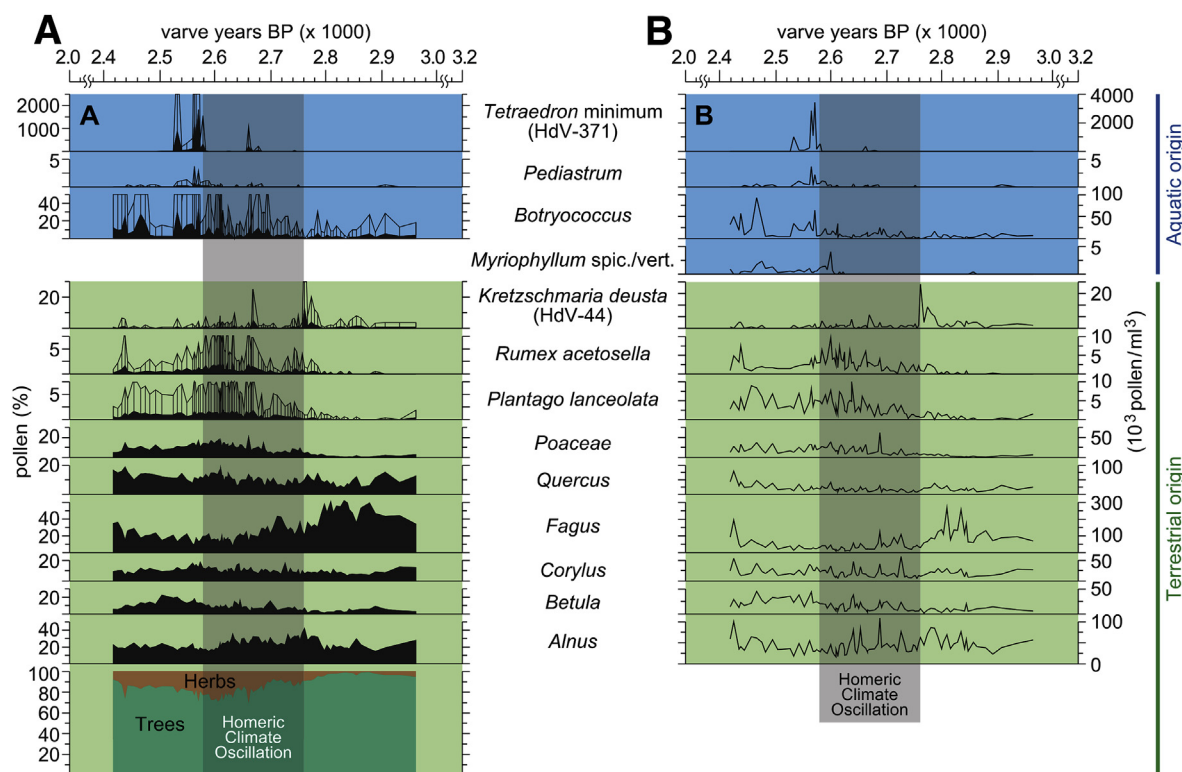 A
B
varve years BP (x 1000)
varve years BP (x 1000)
2.0 2.4 2.5 2.6 2.7 2.8 2.9 3.0 3.2
2.0 2.4 2.5 2.6 2.7 2.8 2.9 3.0 3.2
A
B
2000
1000
Tetraedron minimum
(HdV-371)
4000
2000
5
Pediastrum
5
40
20
Botryococcus
100
50
Myriophyllum spic./vert.
5
Aquatic origin
20
Kretzschmaria deusta
(HdV-44)
20
5
Rumex acetosella
10
5
5
Plantago lanceolata
10
5
pollen (%)
(10³pollen/ml³)
20
Poaceae
50
20
Quercus
100
40
20
Fagus
300
100
20
Corylus
50
20
Betula
50
40
20
Alnus
100
0
Terrestrial origin
100
80
60
40
20
Herbs
Trees
Homeric
Climate
Oscillation
Homeric
Climate
Oscillation